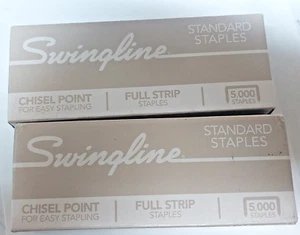 Swingline
STANDARD
STAPLES
CHISEL POINT
FOR EASY STAPLING
FULL STRIP
STAPLES
5,000
STAPLES
Swingline
STANDARD
STAPLES
CHISEL POINT
FOR EASY STAPLING
FULL STRIP
STAPLES
5,000
STAPLES